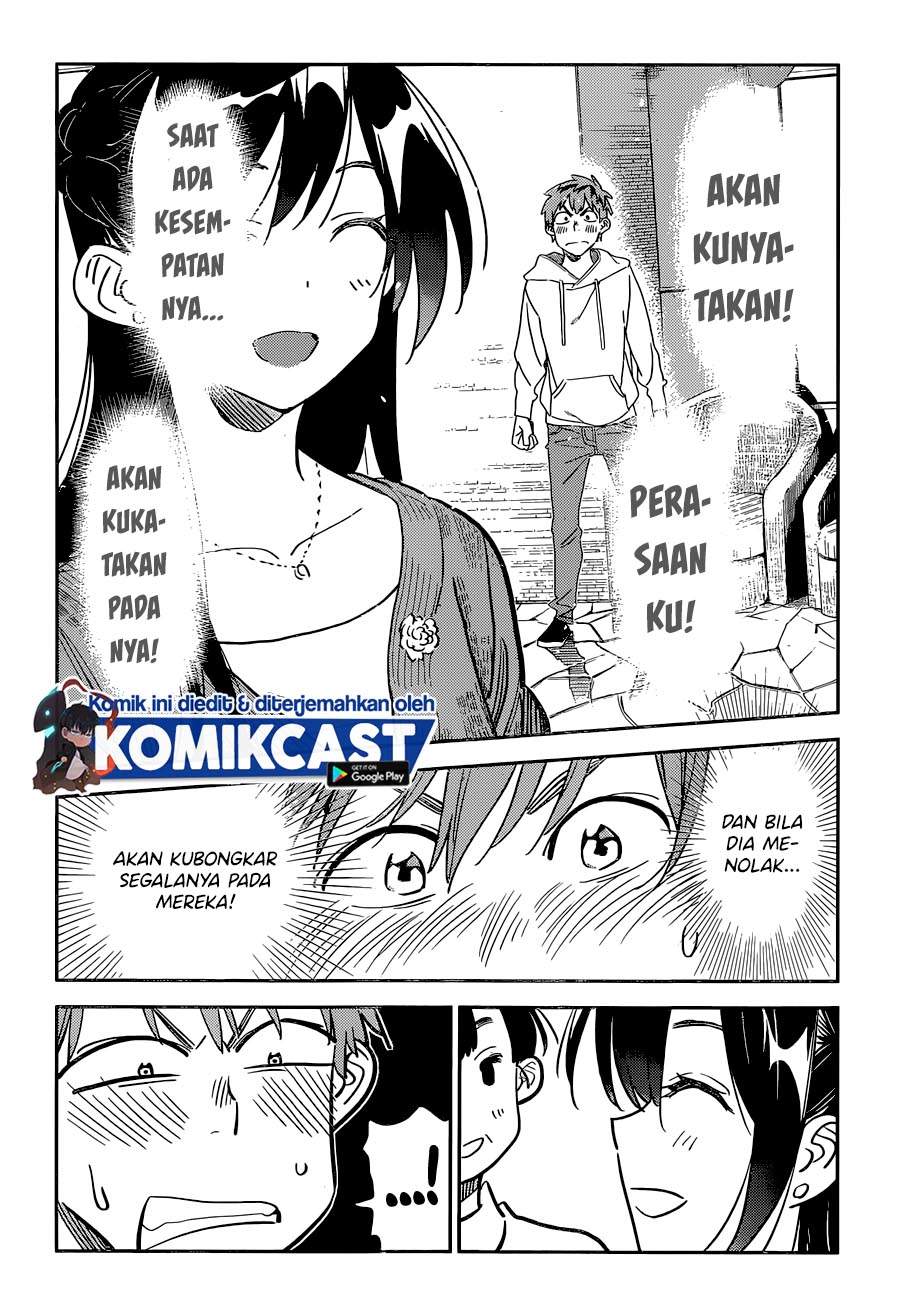 AKAN
KUNYA-
TAKAN!
PERA-
SAAN
KU!
SAAT
ADA
KESEM-
PATAN
NYA...
AKAN
KUKA-
TAKAN
PADA
NYA!
Komik ini diedit & diterjemahkan oleh
KOMIKCAST
GET IT ON
Google Play
DAN BILA
DIA ME-
NOLAK...
AKAN KUBONGKAR
SEGALANYA PADA
MEREKA!
....!